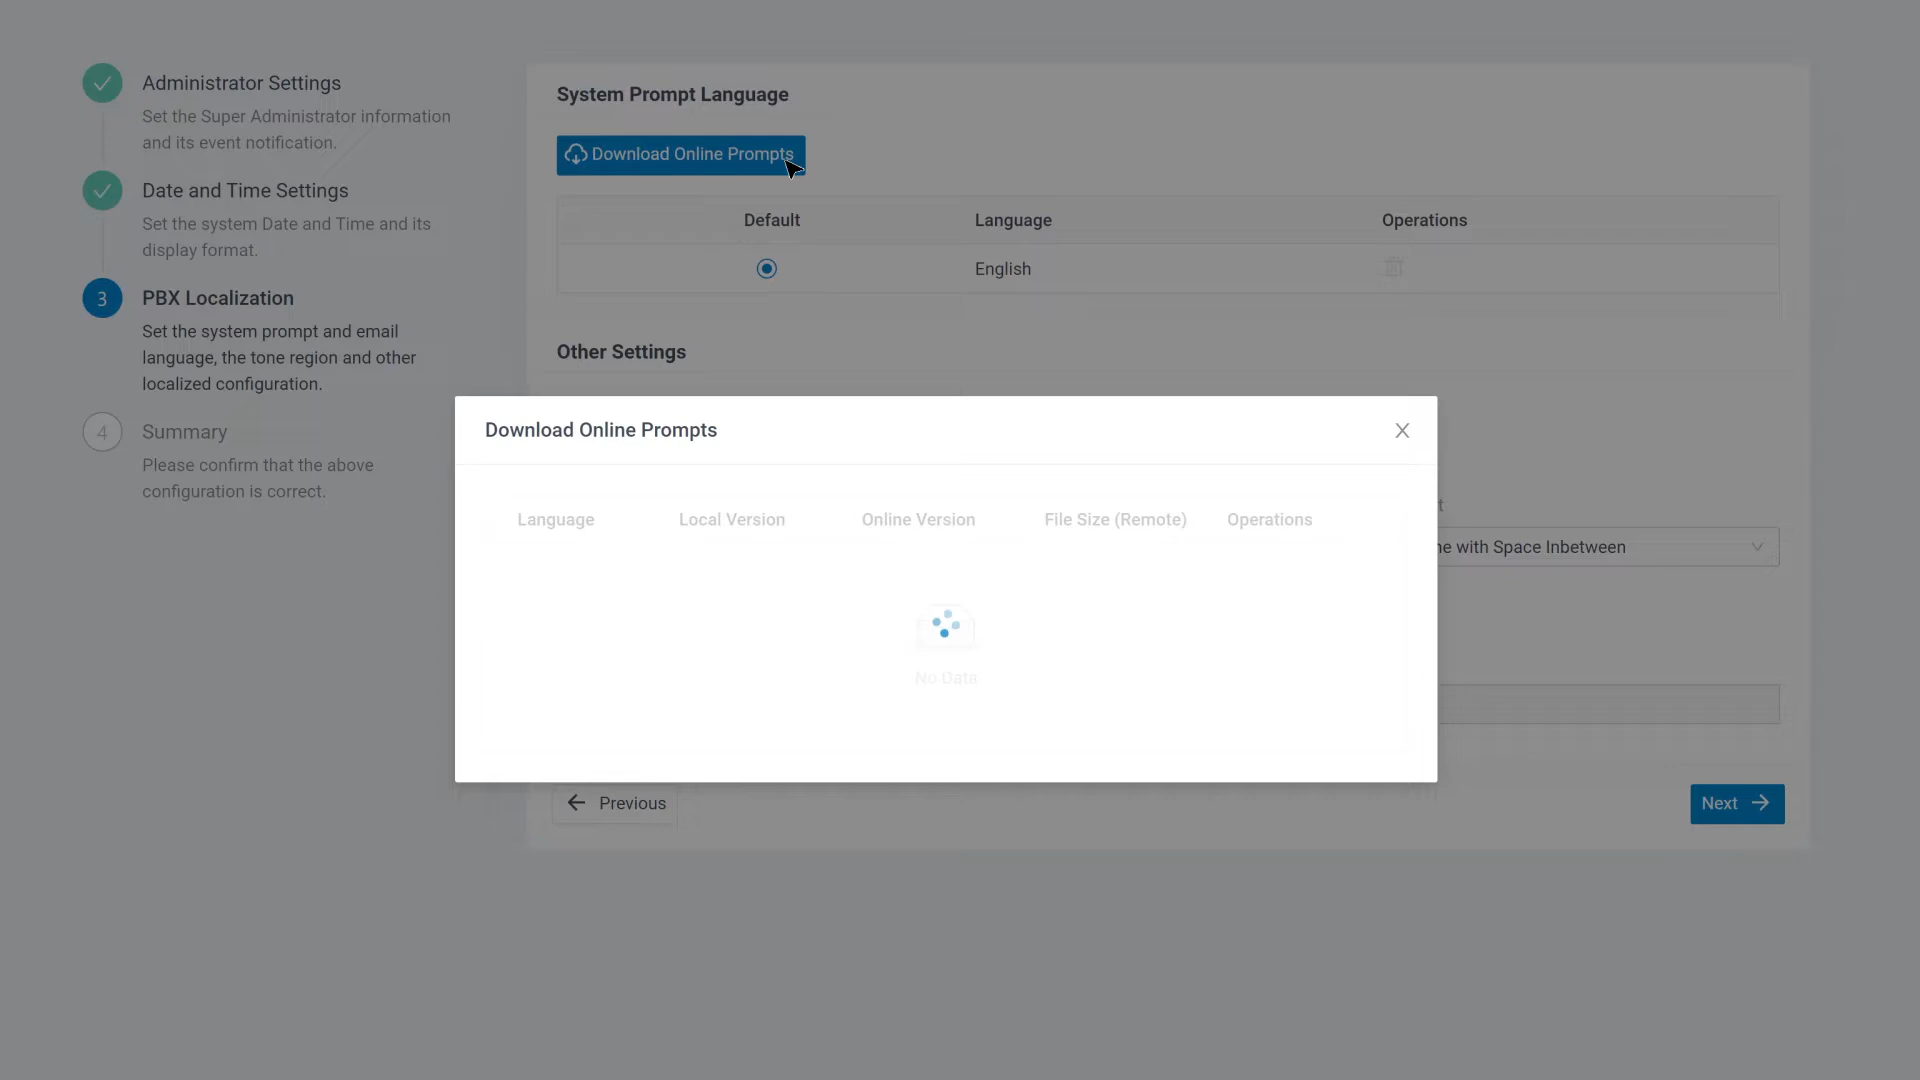 Administrator Settings
Set the Super Administrator information
and its event notification.
Date and Time Settings
Set the system Date and Time and its
display format.
3
PBX Localization
Set the system prompt and email
language, the tone region and other
localized configuration.
4
Summary
Please confirm that the above
configuration is correct.
System Prompt Language
Download Online Prompts
Default Language Operations
English
Other Settings
Download Online Prompts
Language Local Version Online Version File Size (Remote) Operations
No Data
with Space Inbetween
Previous
Next